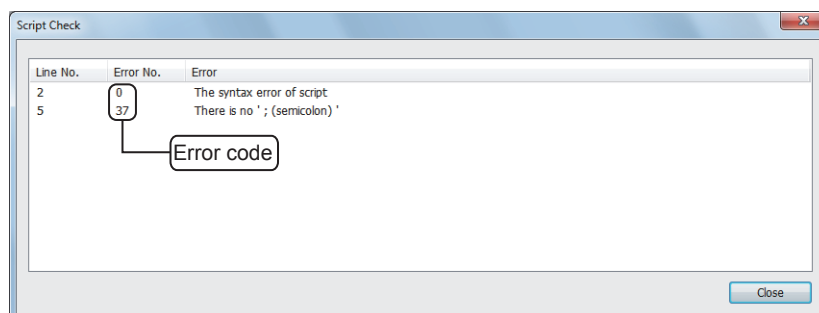 Script Check
Line No. Error No. Error
2 0 The syntax error of script
5 37 There is no ' ; (semicolon) '
Error code
Close